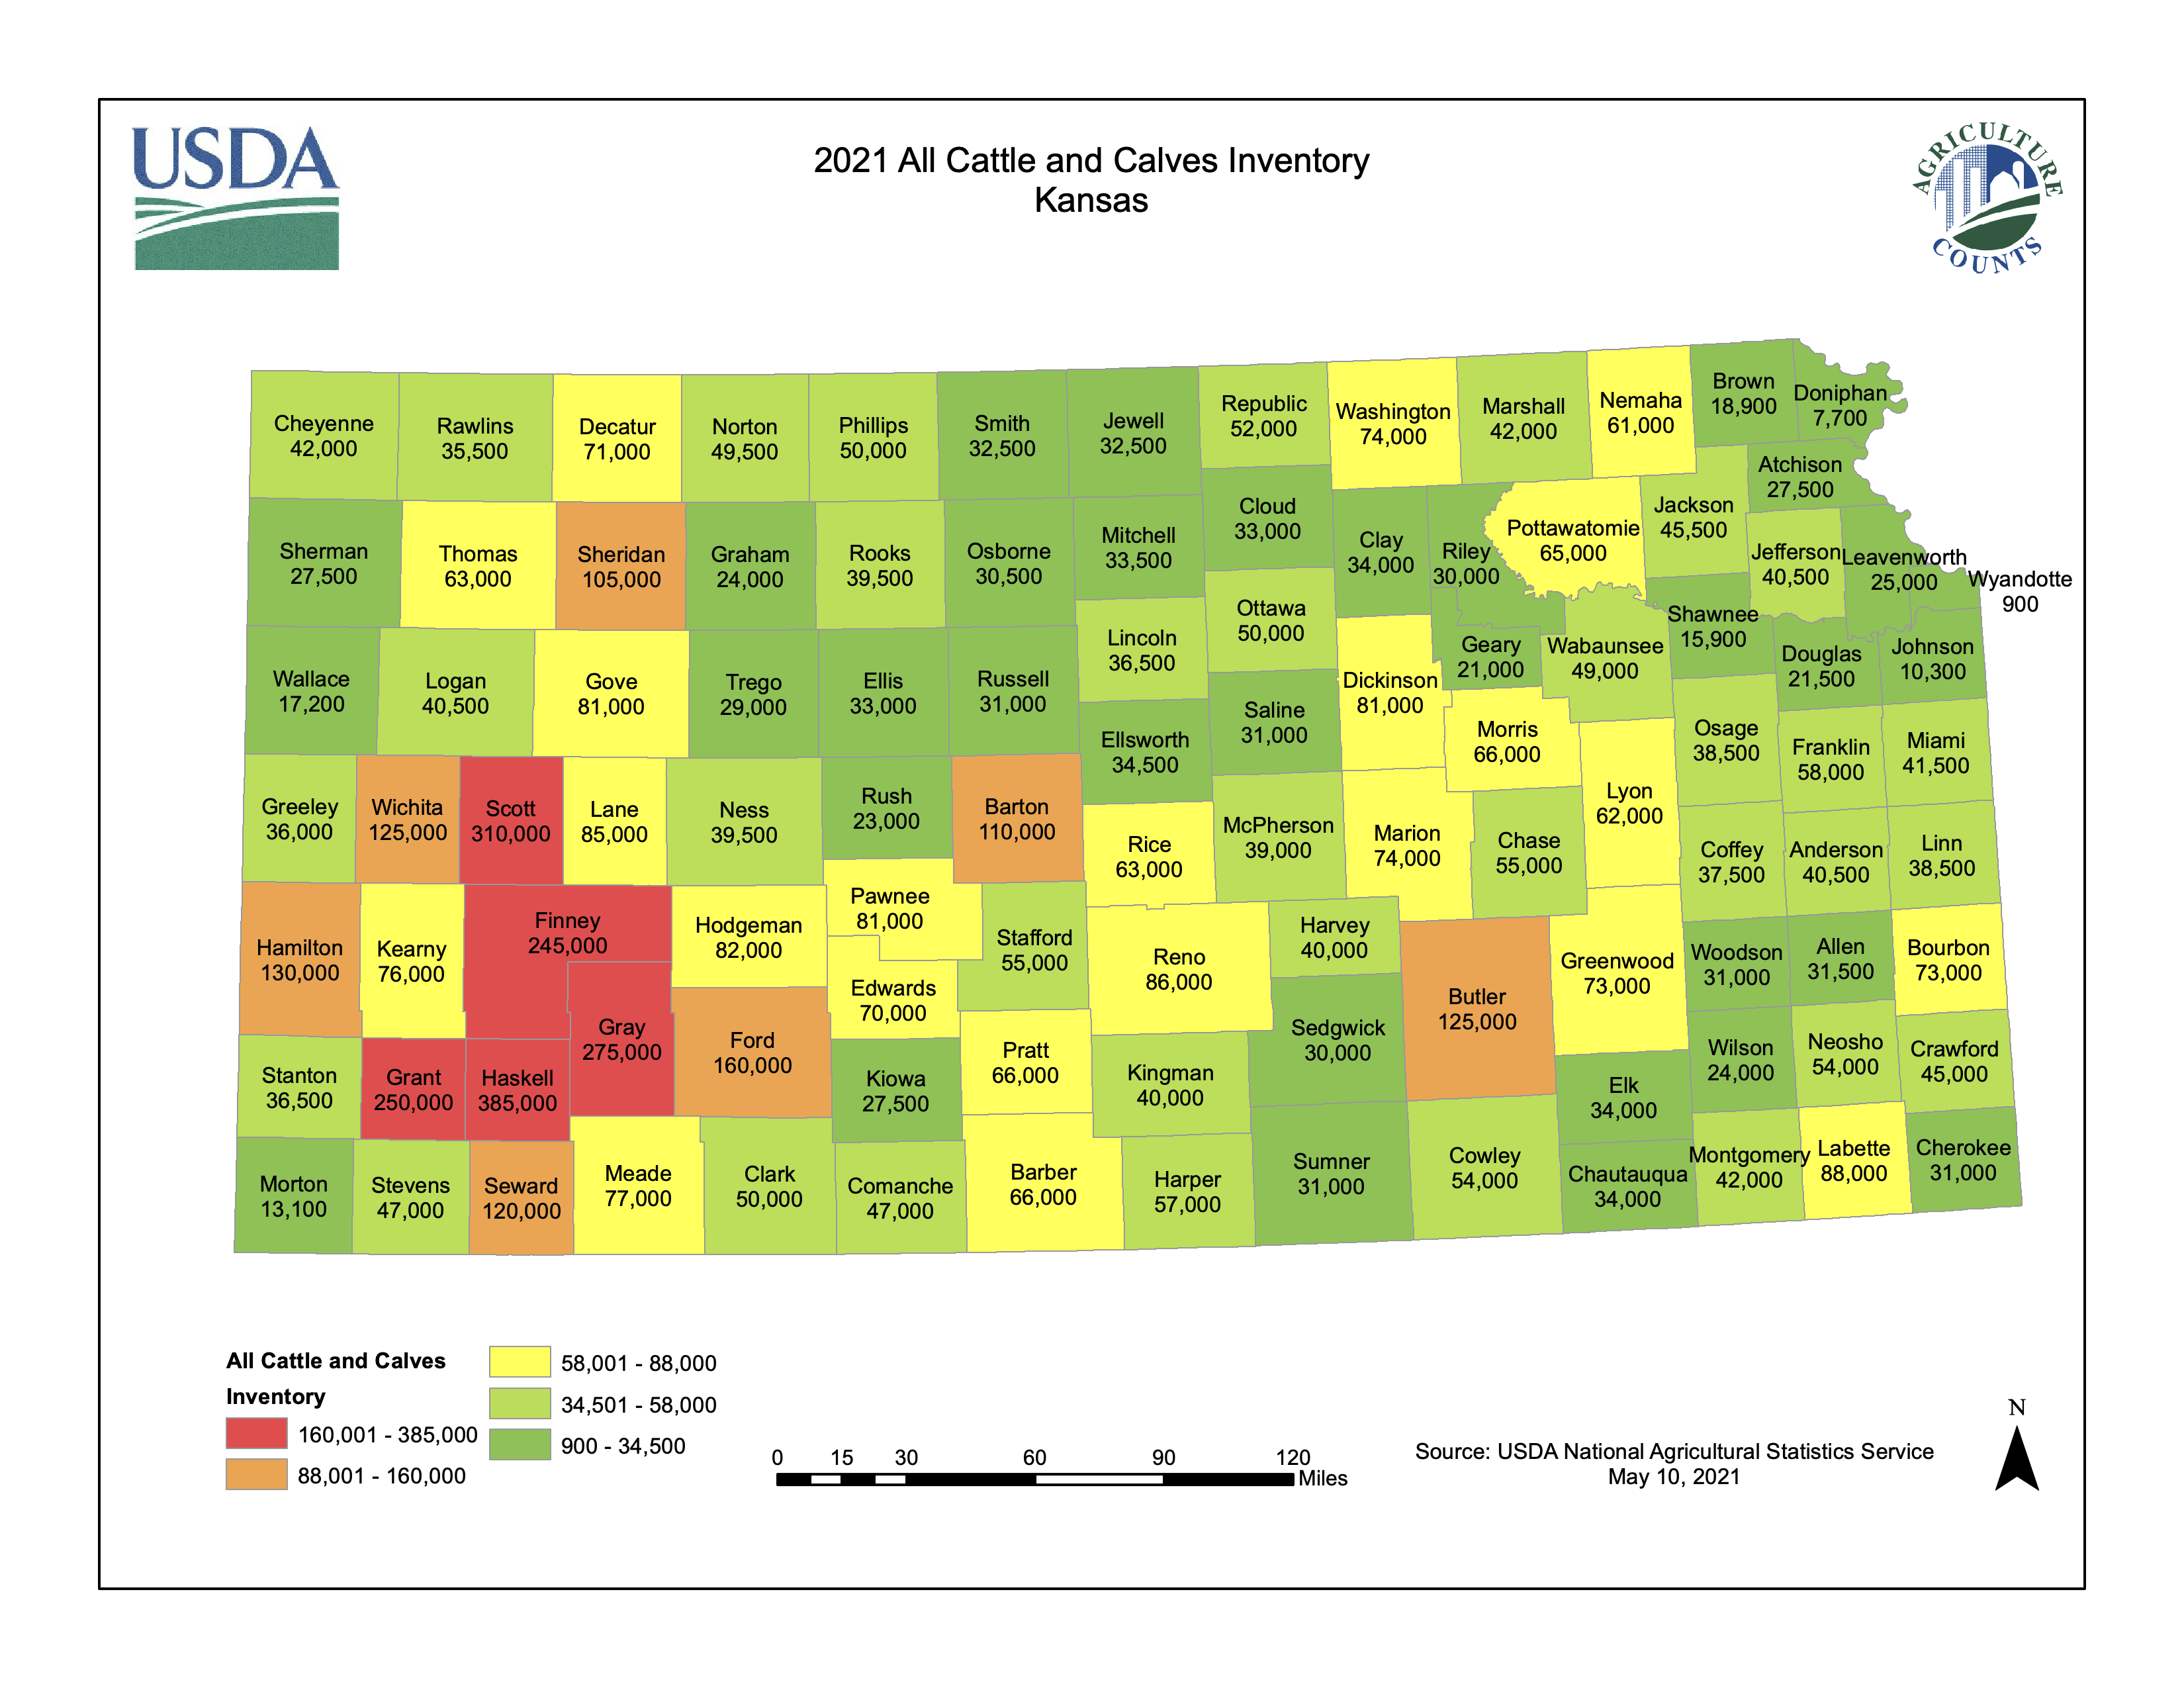 USDA
2021 All Cattle and Calves Inventory
Kansas
AGRICULTURE
COUNTS
Cheyenne
42,000
Rawlins
35,500
Decatur
71,000
Norton
49,500
Phillips
50,000
Smith
32,500
Jewell
32,500
Republic
52,000
Washington
74,000
Marshall
42,000
Nemaha
61,000
Brown
18,900
Doniphan
7,700
Atchison
27,500
Sherman
27,500
Thomas
63,000
Sheridan
105,000
Graham
24,000
Rooks
39,500
Osborne
30,500
Mitchell
33,500
Cloud
33,000
Clay
34,000
Riley
30,000
Pottawatomie
65,000
Jackson
45,500
Jefferson
40,500
Leavenworth
25,000
Wyandotte
900
Wallace
17,200
Logan
40,500
Gove
81,000
Trego
29,000
Ellis
33,000
Russell
31,000
Lincoln
36,500
Ottawa
50,000
Dickinson
81,000
Geary
21,000
Wabaunsee
49,000
Shawnee
15,900
Douglas
21,500
Johnson
10,300
Ellsworth
34,500
Saline
31,000
Morris
66,000
Osage
38,500
Franklin
58,000
Miami
41,500
Greeley
36,000
Wichita
125,000
Scott
310,000
Lane
85,000
Ness
39,500
Rush
23,000
Barton
110,000
Rice
63,000
McPherson
39,000
Marion
74,000
Chase
55,000
Lyon
62,000
Coffey
37,500
Anderson
40,500
Linn
38,500
Hamilton
130,000
Kearny
76,000
Finney
245,000
Hodgeman
82,000
Pawnee
81,000
Stafford
55,000
Reno
86,000
Harvey
40,000
Butler
125,000
Greenwood
73,000
Woodson
31,000
Allen
31,500
Bourbon
73,000
Gray
275,000
Ford
160,000
Edwards
70,000
Pratt
66,000
Kingman
40,000
Sedgwick
30,000
Elk
34,000
Wilson
24,000
Neosho
54,000
Crawford
45,000
Stanton
36,500
Grant
250,000
Haskell
385,000
Kiowa
27,500
Morton
13,100
Stevens
47,000
Seward
120,000
Meade
77,000
Clark
50,000
Comanche
47,000
Barber
66,000
Harper
57,000
Sumner
31,000
Cowley
54,000
Chautauqua
34,000
Montgomery
42,000
Labette
88,000
Cherokee
31,000
All Cattle and Calves
Inventory
160,001 - 385,000
88,001 - 160,000
58,001 - 88,000
34,501 - 58,000
900 - 34,500
0 15 30 60 90 120
Miles
Source: USDA National Agricultural Statistics Service
May 10, 2021
N